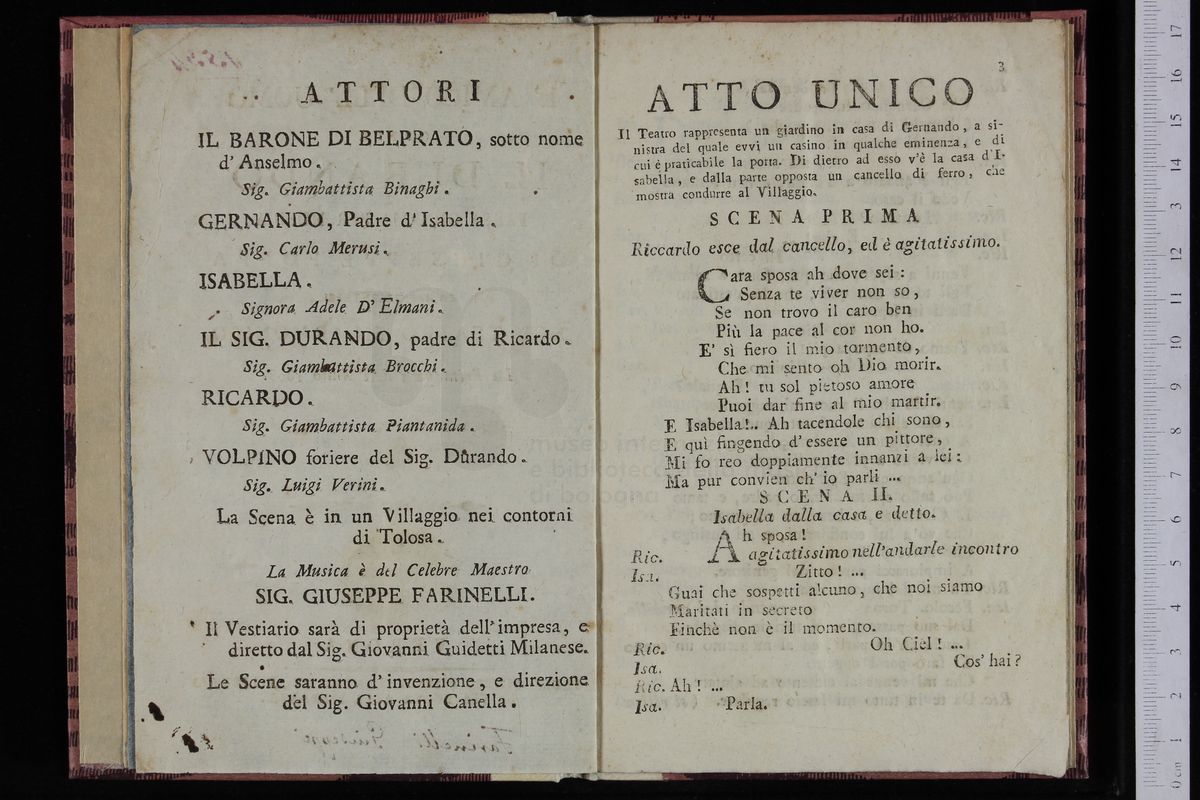 ATTORI
IL BARONE DI BELPRATO, sotto nome
d' Anselmo.
Sig. Giambattista Binaghi.
GERNANDO, Padre d' Isabella.
Sig. Carlo Merusi.
ISABELLA.
Signora Adele D' Elmani.
IL SIG. DURANDO, padre di Ricardo.
Sig. Giambattista Brocchi.
RICARDO.
Sig. Giambattista Piantanida.
VOLPINO foriere del Sig. Durando.
Sig. Luigi Verini.
La Scena è in un Villaggio nei contorni
di Tolosa.
La Musica è del Celebre Maestro
SIG. GIUSEPPE FARINELLI.
Il Vestiario sarà di proprietà dell' impresa, e
diretto dal Sig. Giovanni Guidetti Milanese.
Le Scene saranno d' invenzione, e direzione
del Sig. Giovanni Canella.
3
ATTO UNICO
Il Teatro rappresenta un giardino in casa di Gernando, a si-
nistra del quale evvi un casino in qualche eminenza, e di
cui è praticabile la porta. Di dietro ad esso v'è la casa d'I-
sabella, e dalla parte opposta un cancello di ferro, che
mostra condurre al Villaggio.
SCENA PRIMA
Riccardo esce dal cancello, ed è agitatissimo.
Cara sposa ah dove sei:
Senza te viver non so,
Se non trovo il caro ben
Più la pace al cor non ho.
E' sì fiero il mio tormento,
Che mi sento oh Dio morir.
Ah! tu sol pietoso amore
Puoi dar fine al mio martir.
E Isabella!.. Ah tacendole chi sono,
E quì fingendo d' essere un pittore,
Mi fo reo doppiamente innanzi a lei:
Ma pur convien ch' io parli ...
SCENA II.
Isabella dalla casa e detto.
Ric. Ah sposa!
agitatissimo nell'andarle incontro
Isa. Zitto! ...
Guai che sospetti alcuno, che noi siamo
Maritati in secreto
Finchè non è il momento.
Ric. Oh Ciel! ...
Isa. Cos' hai?
Ric. Ah! ...
Isa. Parla.